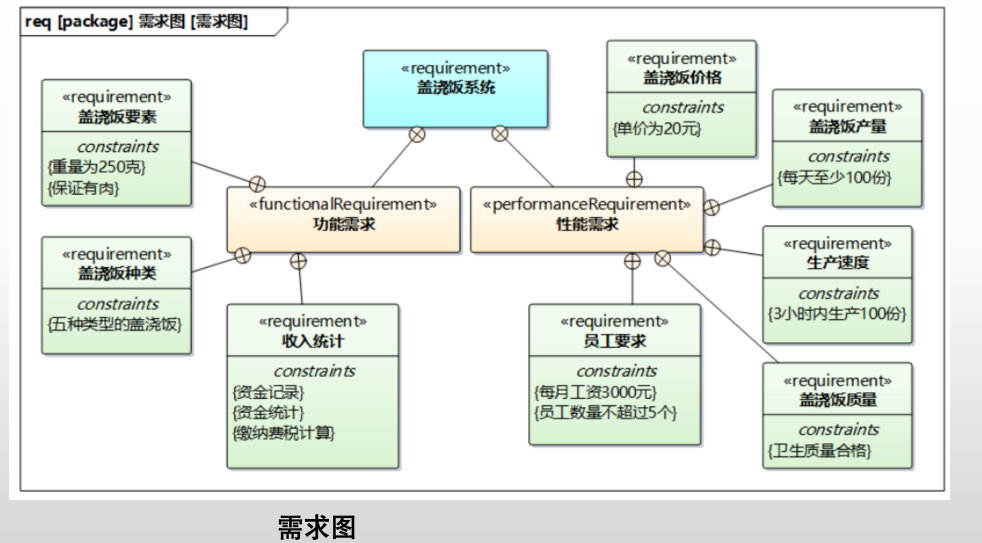 req [package] 需求图 [需求图]
«requirement»
盖浇饭系统
«requirement»
盖浇饭价格
constraints
{单价为20元}
«requirement»
盖浇饭要素
constraints
{重量为250克}
{保证有肉}
«requirement»
盖浇饭产量
constraints
{每天至少100份}
«functionalRequirement»
功能需求
«performanceRequirement»
性能需求
«requirement»
盖浇饭种类
constraints
{五种类型的盖浇饭}
«requirement»
生产速度
constraints
{3小时内生产100份}
«requirement»
收入统计
constraints
{资金记录}
{资金统计}
{缴纳费税计算}
«requirement»
员工要求
constraints
{每月工资3000元}
{员工数量不超过5个}
«requirement»
盖浇饭质量
constraints
{卫生质量合格}
需求图